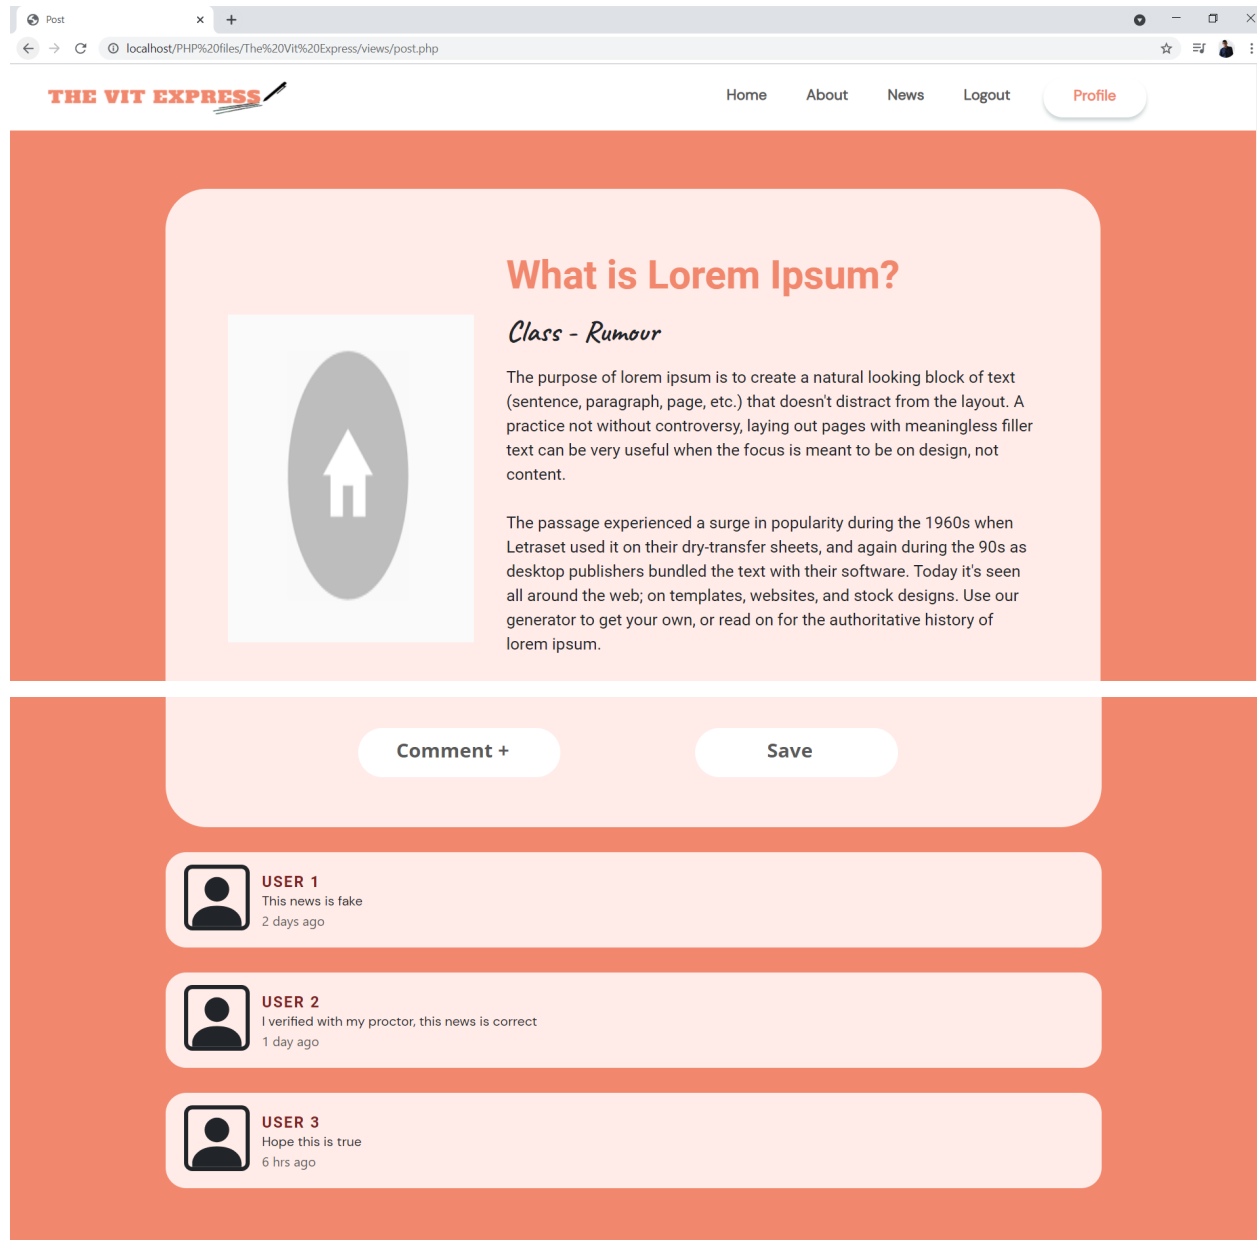 Post
localhost/PHP%20files/The%20Vit%20Express/views/post.php
THE VIT EXPRESS
Home About News Logout Profile
What is Lorem Ipsum?
Class - Rumour
The purpose of lorem ipsum is to create a natural looking block of text
(sentence, paragraph, page, etc.) that doesn't distract from the layout. A
practice not without controversy, laying out pages with meaningless filler
text can be very useful when the focus is meant to be on design, not
content.
The passage experienced a surge in popularity during the 1960s when
Letraset used it on their dry-transfer sheets, and again during the 90s as
desktop publishers bundled the text with their software. Today it's seen
all around the web; on templates, websites, and stock designs. Use our
generator to get your own, or read on for the authoritative history of
lorem ipsum.
Comment + Save
USER 1
This news is fake
2 days ago
USER 2
I verified with my proctor, this news is correct
1 day ago
USER 3
Hope this is true
6 hrs ago